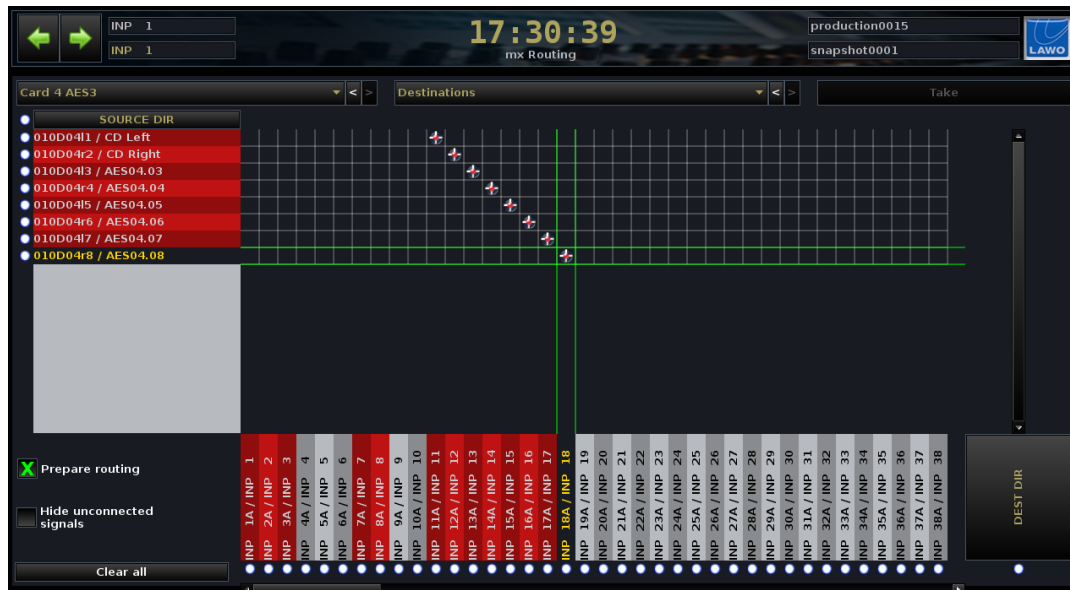 INP 1
INP 1
17:30:39
mx Routing
production0015
snapshot0001
LAWO
Card 4 AES3
< >
Destinations
< >
Take
SOURCE DIR
010D04l1 / CD Left
010D04r2 / CD Right
010D04l3 / AES04.03
010D04r4 / AES04.04
010D04l5 / AES04.05
010D04r6 / AES04.06
010D04l7 / AES04.07
010D04r8 / AES04.08
X Prepare routing
Hide unconnected
signals
Clear all
INP 1A / INP 1
INP 2A / INP 2
INP 3A / INP 3
INP 4A / INP 4
INP 5A / INP 5
INP 6A / INP 6
INP 7A / INP 7
INP 8A / INP 8
INP 9A / INP 9
INP 10A / INP 10
INP 11A / INP 11
INP 12A / INP 12
INP 13A / INP 13
INP 14A / INP 14
INP 15A / INP 15
INP 16A / INP 16
INP 17A / INP 17
INP 18A / INP 18
INP 19A / INP 19
INP 20A / INP 20
INP 21A / INP 21
INP 22A / INP 22
INP 23A / INP 23
INP 24A / INP 24
INP 25A / INP 25
INP 26A / INP 26
INP 27A / INP 27
INP 28A / INP 28
INP 29A / INP 29
INP 30A / INP 30
INP 31A / INP 31
INP 32A / INP 32
INP 33A / INP 33
INP 34A / INP 34
INP 35A / INP 35
INP 36A / INP 36
INP 37A / INP 37
INP 38A / INP 38
DEST DIR